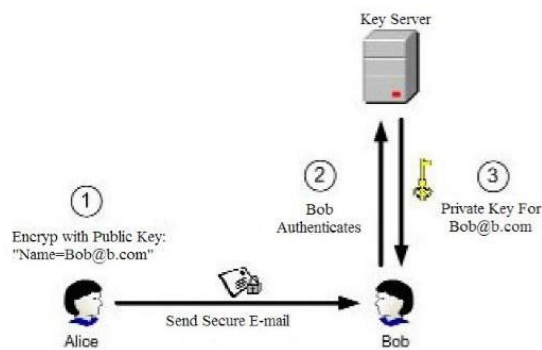 Key Server
1
Encryp with Public Key:
"Name=Bob@b.com"
2
Bob
Authenticates
3
Private Key For
Bob@b.com
Send Secure E-mail
Alice
Bob